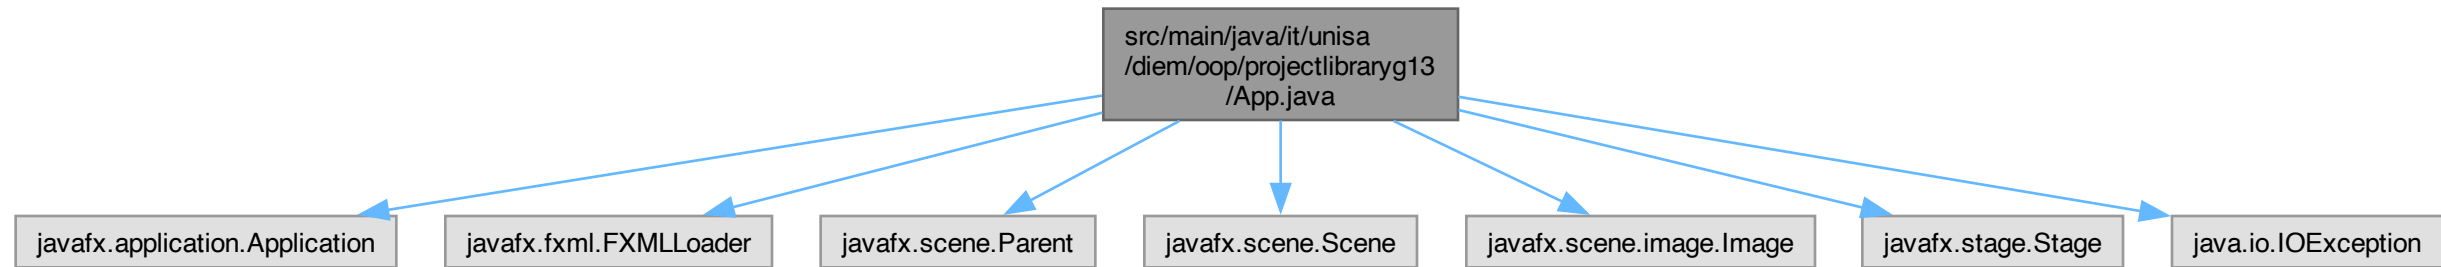 src/main/java/it/unisa
/diem/oop/projectlibraryg13
/App.java
javafx.application.Application
javafx.fxml.FXMLLoader
javafx.scene.Parent
javafx.scene.Scene
javafx.scene.image.Image
javafx.stage.Stage
java.io.IOException